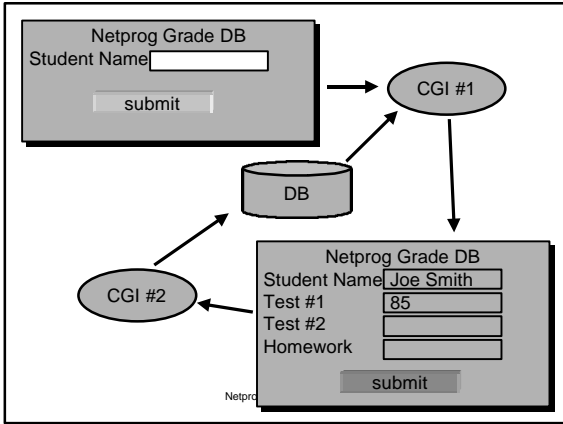 Netprog Grade DB
Student Name
submit
CGI #1
DB
CGI #2
Netprog Grade DB
Student Name Joe Smith
Test #1 85
Test #2
Homework
submit